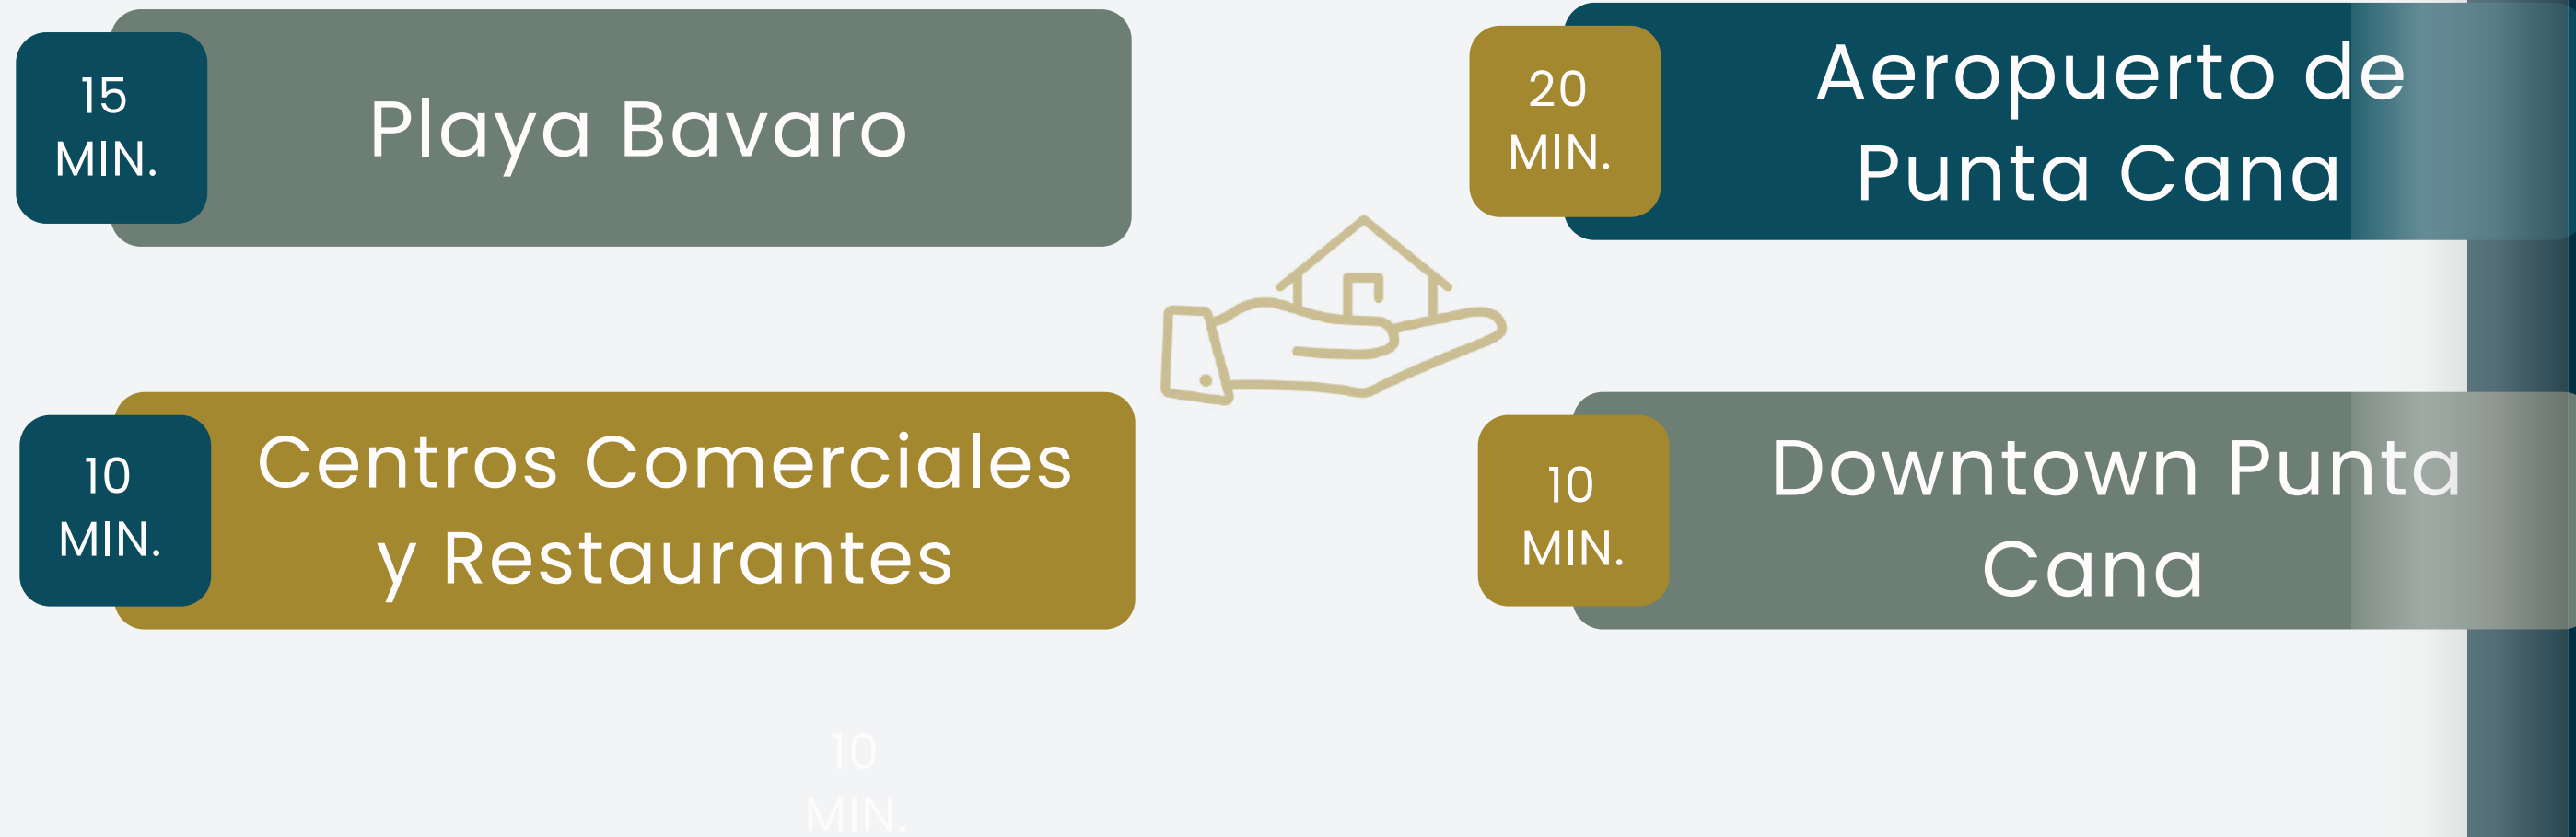 15
MIN.
Playa Bavaro
20
MIN.
Aeropuerto de
Punta Cana
10
MIN.
Centros Comerciales
y Restaurantes
10
MIN.
Downtown Punta
Cana
10
MIN.